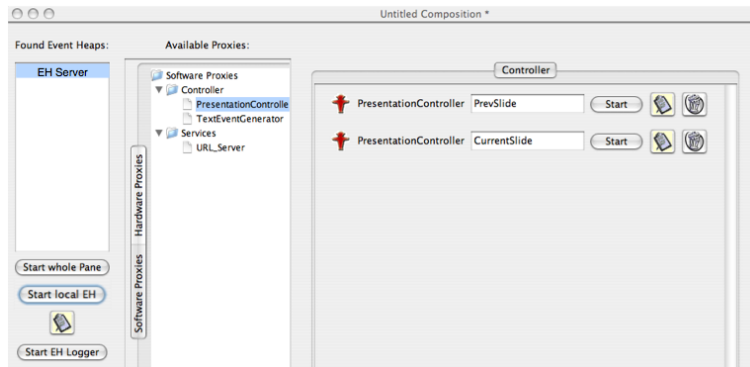 Untitled Composition *
Found Event Heaps:
Available Proxies:
EH Server
Start whole Pane
Start local EH
Start EH Logger
Hardware Proxies
Software Proxies
Software Proxies
Controller
PresentationControlle
TextEventGenerator
Services
URL_Server
Controller
PresentationController PrevSlide Start
PresentationController CurrentSlide Start